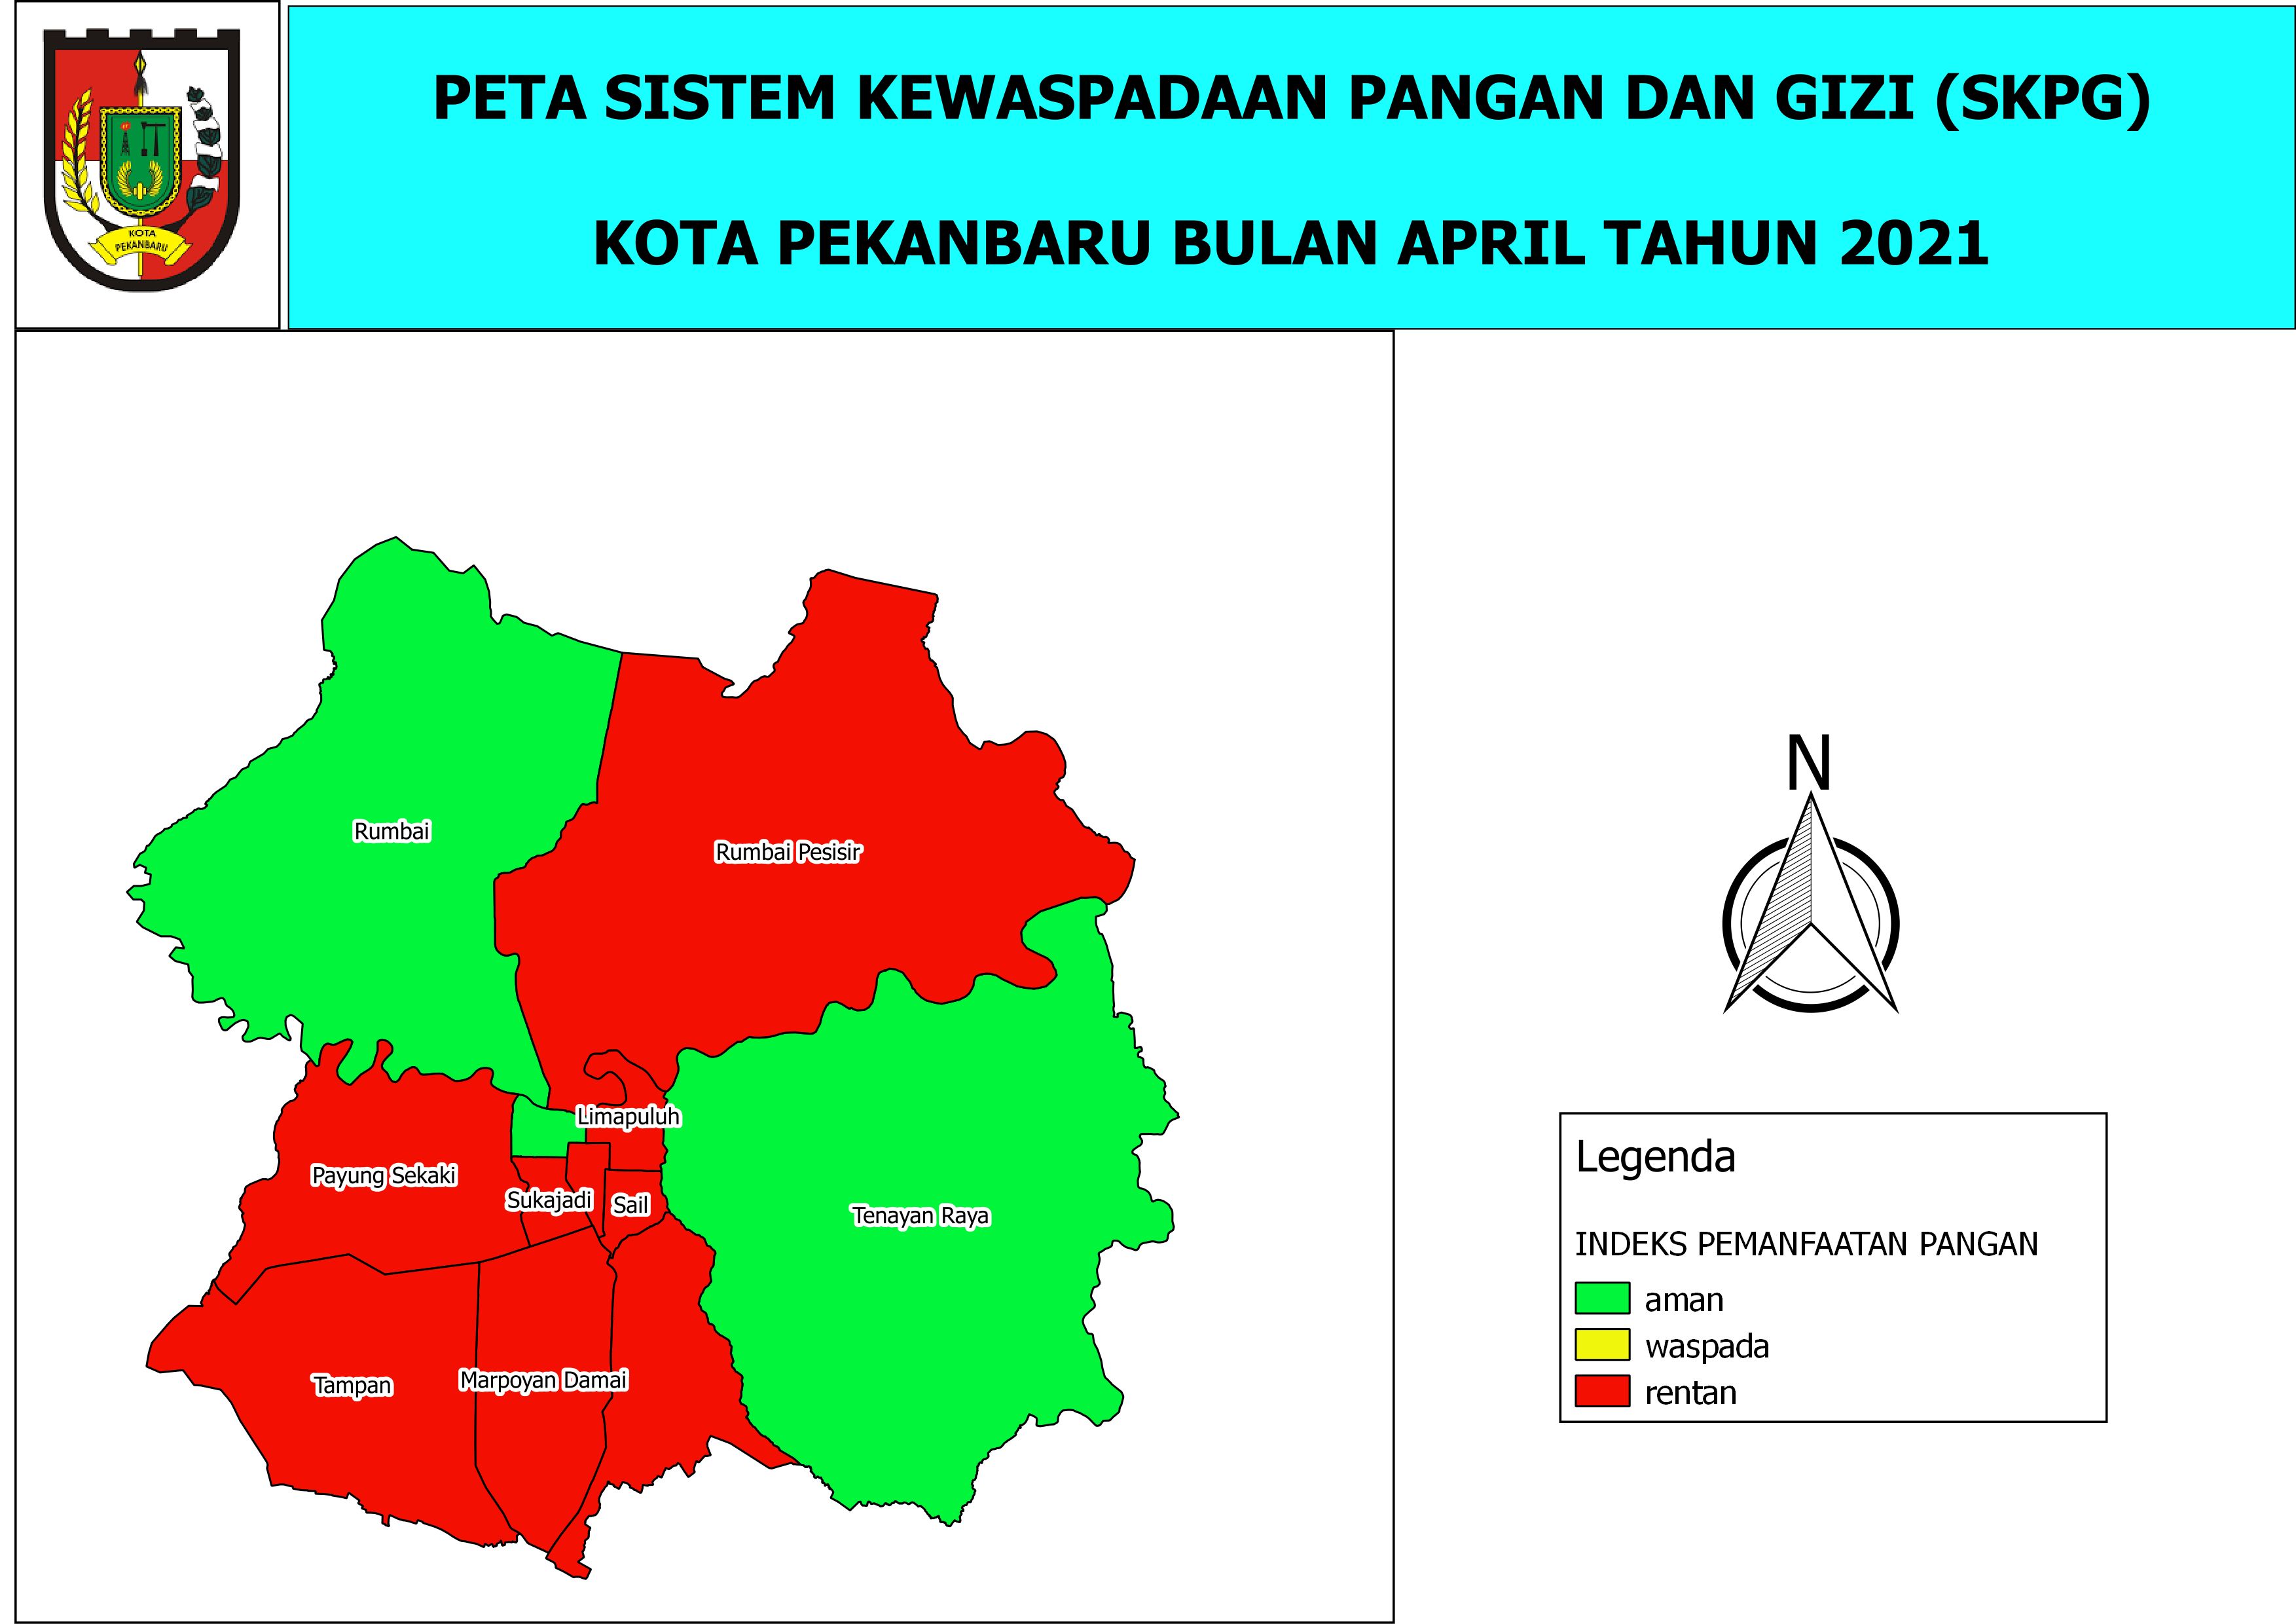 KOTA
PEKANBARU
PETA SISTEM KEWASPADAAN PANGAN DAN GIZI (SKPG)
KOTA PEKANBARU BULAN APRIL TAHUN 2021
Rumbai
Rumbai Pesisir
Limapuluh
Payung Sekaki
Sukajadi
Sail
Tenayan Raya
Tampan
Marpoyan Damai
N
Legenda
INDEKS PEMANFAATAN PANGAN
aman
waspada
rentan